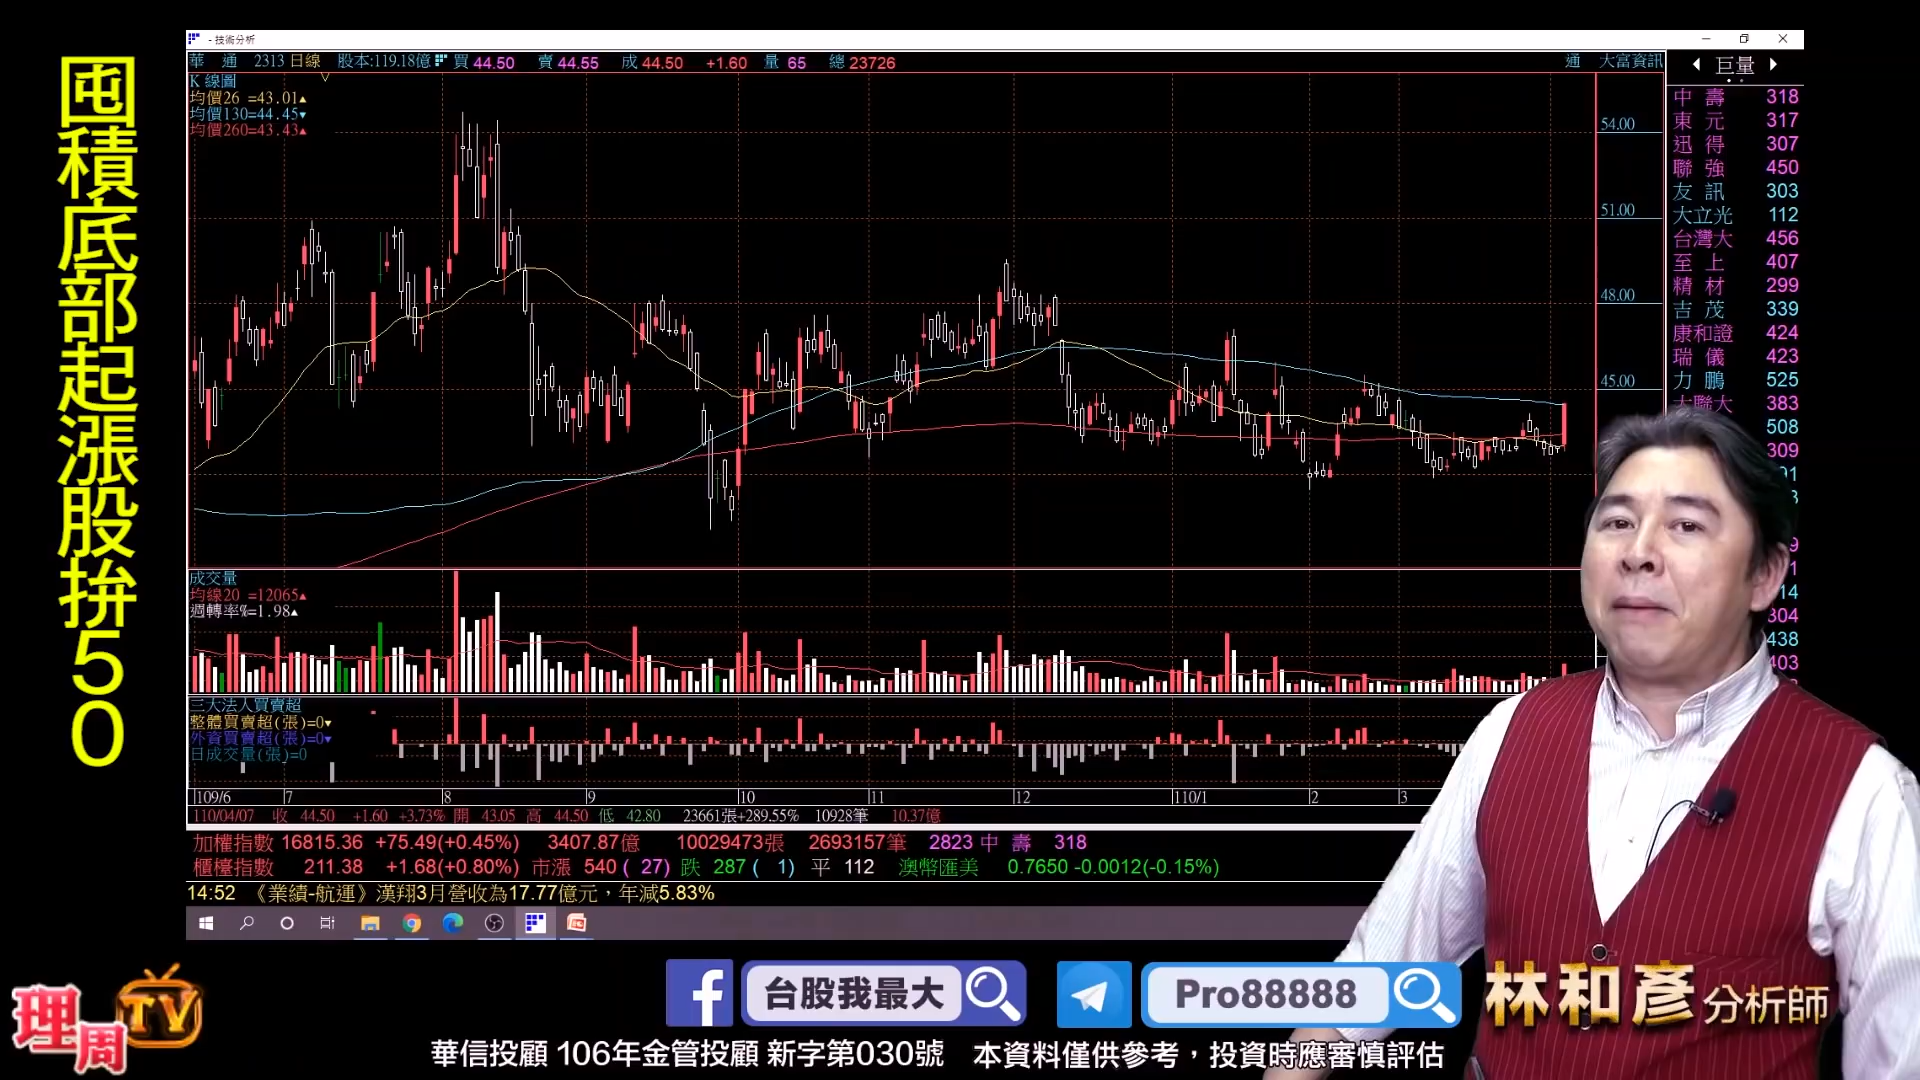 囤積底部起漲股拚50
- 技術分析
華 通 2313 日線 股本:119.18億 買 44.50 賣 44.55 成 44.50 +1.60 量 65 總 23726 通 大富資訊
K 線圖
均價26 =43.01▲
均價130=44.45▼
均價260=43.43▲
54.00
51.00
48.00
45.00
巨量
中 壽 318
東 元 317
迅 得 307
聯 強 450
友 訊 303
大立光 112
台灣大 456
至 上 407
精 材 299
吉 茂 339
康和證 424
瑞 儀 423
力 鵬 525
大聯大 383
508
309
304
438
403
成交量
均線20 =12065▲
週轉率%=1.98▲
三大法人買賣超
整體買賣超(張)=0▼
外資買賣超(張)=0▼
日成交量(張)=0
109/6 7 8 9 10 11 12 110/1 2 3
110/04/07 收 44.50 +1.60 +3.73% 開 43.05 高 44.50 低 42.80 23661張+289.55% 10928筆 10.37億
加權指數 16815.36 +75.49(+0.45%) 3407.87億 10029473張 2693157筆 2823 中 壽 318
櫃檯指數 211.38 +1.68(+0.80%) 市漲 540 ( 27) 跌 287 ( 1) 平 112 澳幣匯美 0.7650 -0.0012(-0.15%)
14:52 《業績-航運》漢翔3月營收為17.77億元，年減5.83%
理周TV
f 台股我最大
Pro88888
林和彥 分析師
華信投顧 106年金管投顧 新字第030號 本資料僅供參考，投資時應審慎評估